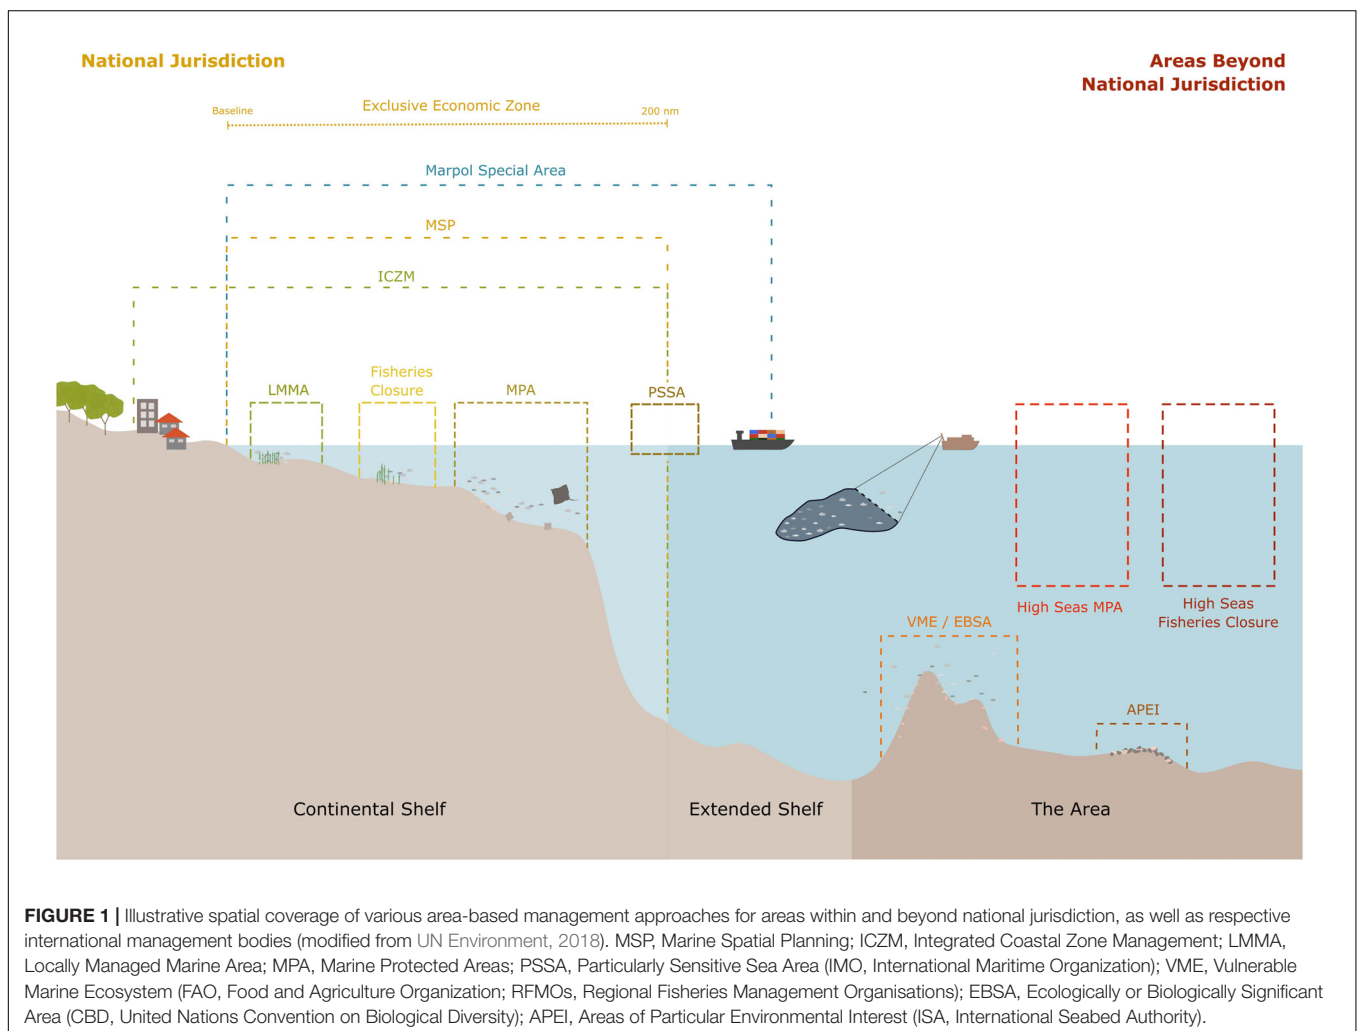 National Jurisdiction
Areas Beyond
National Jurisdiction
Baseline
Exclusive Economic Zone
200 nm
Marpol Special Area
MSP
ICZM
Fisheries
Closure
LMMA
MPA
PSSA
High Seas MPA
High Seas
Fisheries Closure
VME / EBSA
APEI
Continental Shelf
Extended Shelf
The Area
FIGURE 1 | Illustrative spatial coverage of various area-based management approaches for areas within and beyond national jurisdiction, as well as respective
international management bodies (modified from UN Environment, 2018). MSP, Marine Spatial Planning; ICZM, Integrated Coastal Zone Management; LMMA,
Locally Managed Marine Area; MPA, Marine Protected Areas; PSSA, Particularly Sensitive Sea Area (IMO, International Maritime Organization); VME, Vulnerable
Marine Ecosystem (FAO, Food and Agriculture Organization; RFMOs, Regional Fisheries Management Organisations); EBSA, Ecologically or Biologically Significant
Area (CBD, United Nations Convention on Biological Diversity); APEI, Areas of Particular Environmental Interest (ISA, International Seabed Authority).